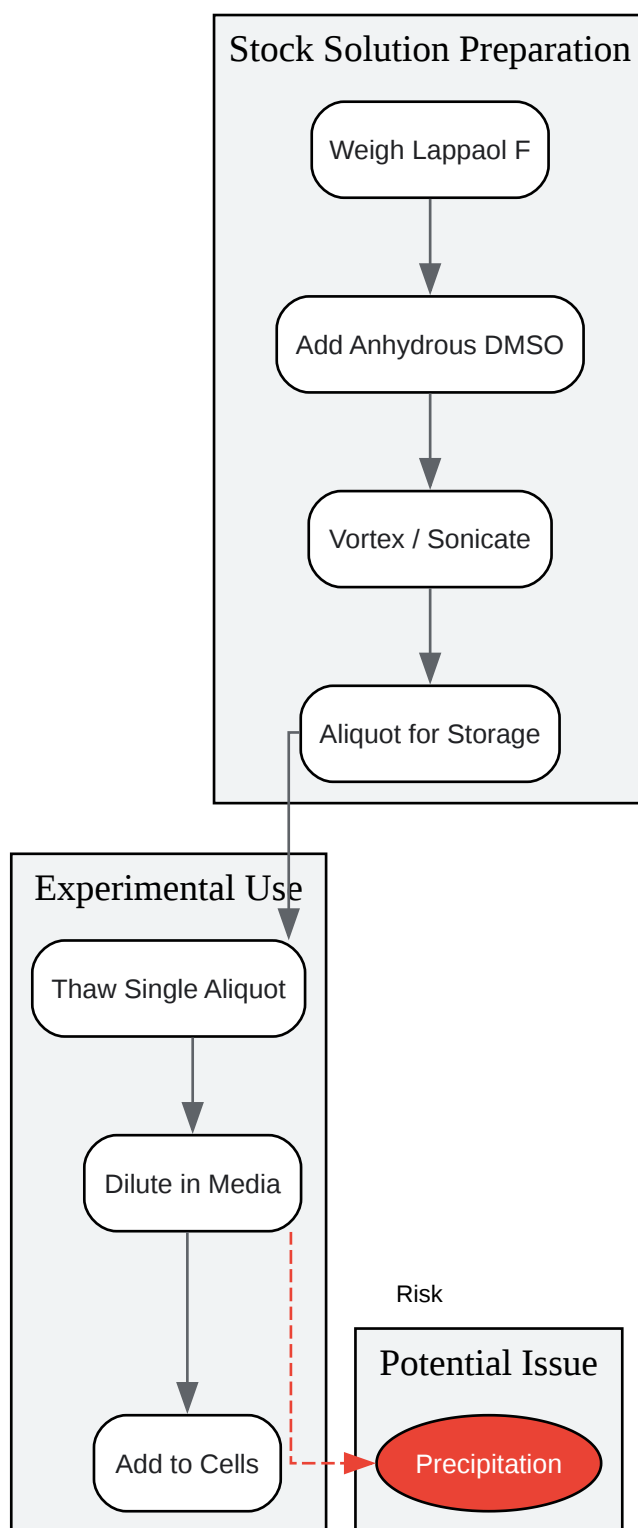 Stock Solution Preparation
Weigh Lappaol F
Add Anhydrous DMSO
Vortex / Sonicate
Aliquot for Storage
Experimental Use
Thaw Single Aliquot
Dilute in Media
Risk
Potential Issue
Add to Cells
Precipitation